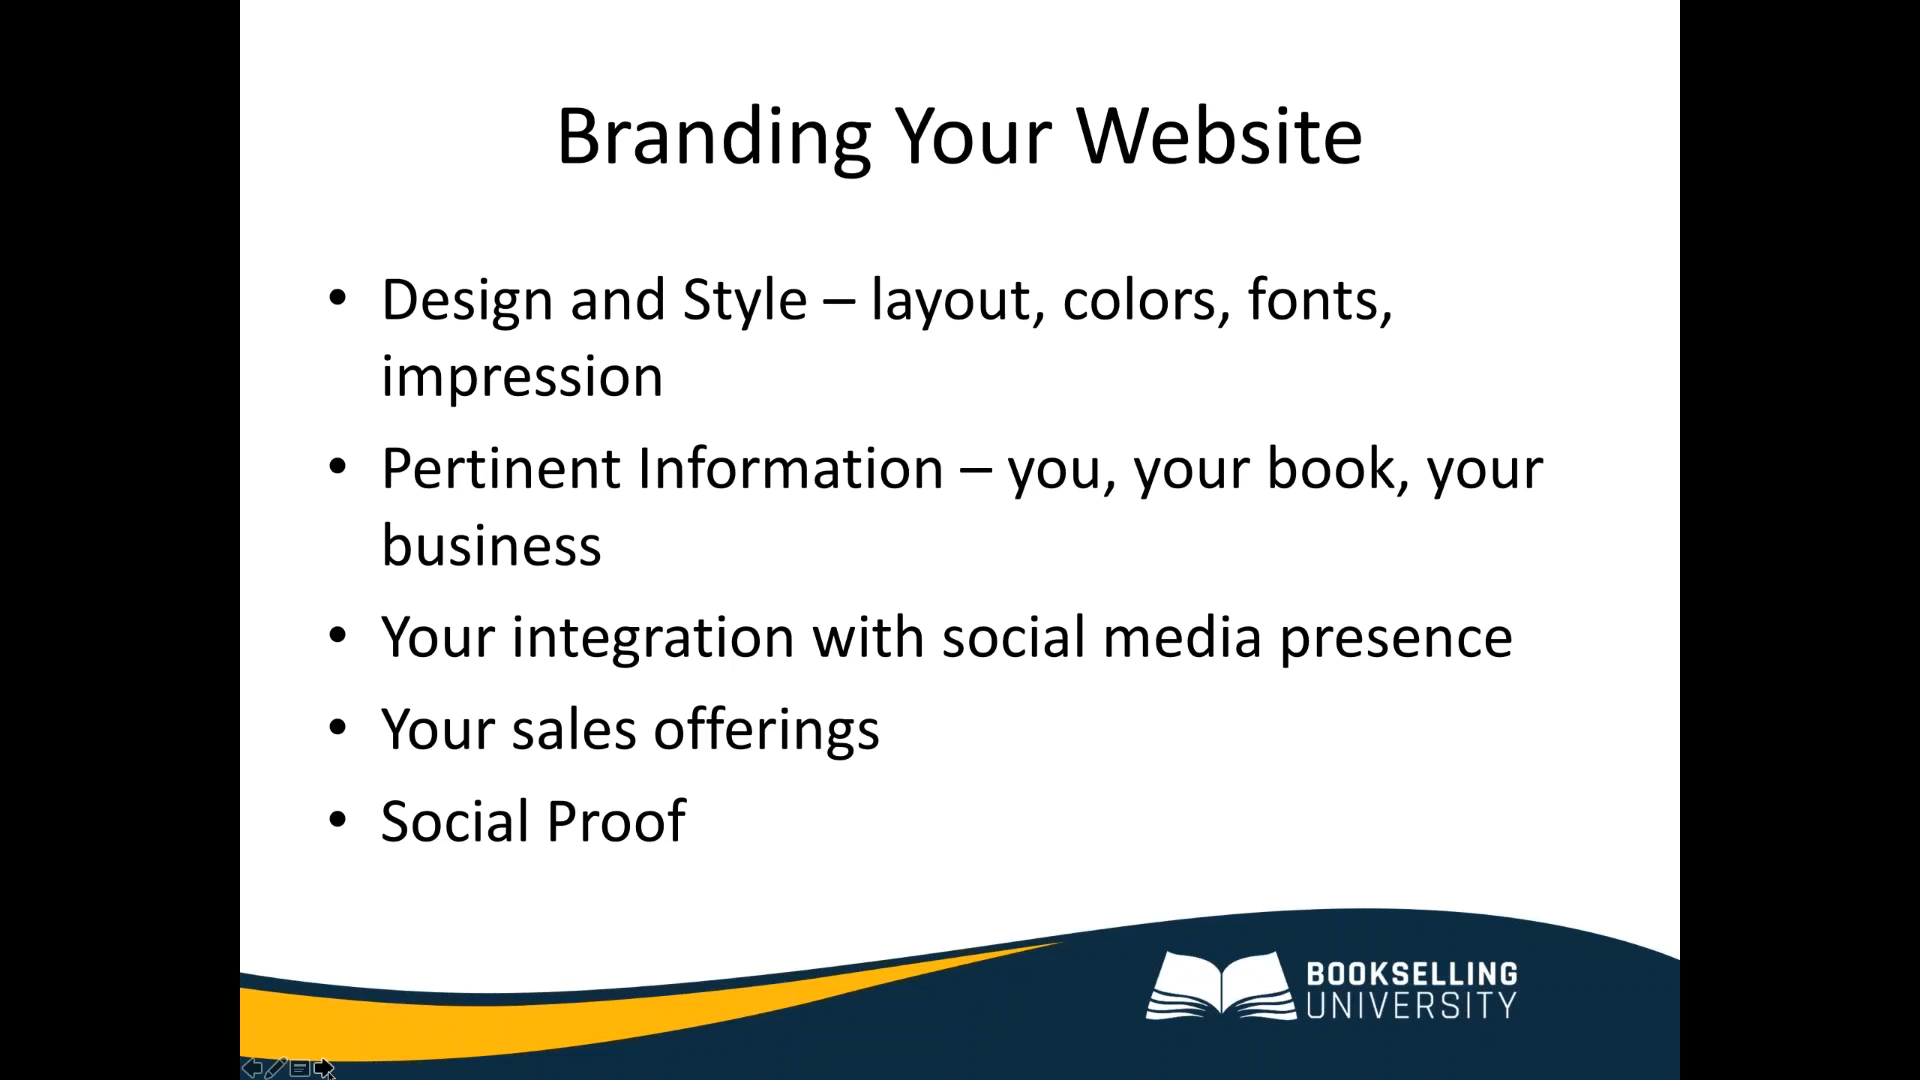 Branding Your Website
• Design and Style – layout, colors, fonts,
impression
• Pertinent Information – you, your book, your
business
• Your integration with social media presence
• Your sales offerings
• Social Proof
BOOKSELLING
UNIVERSITY